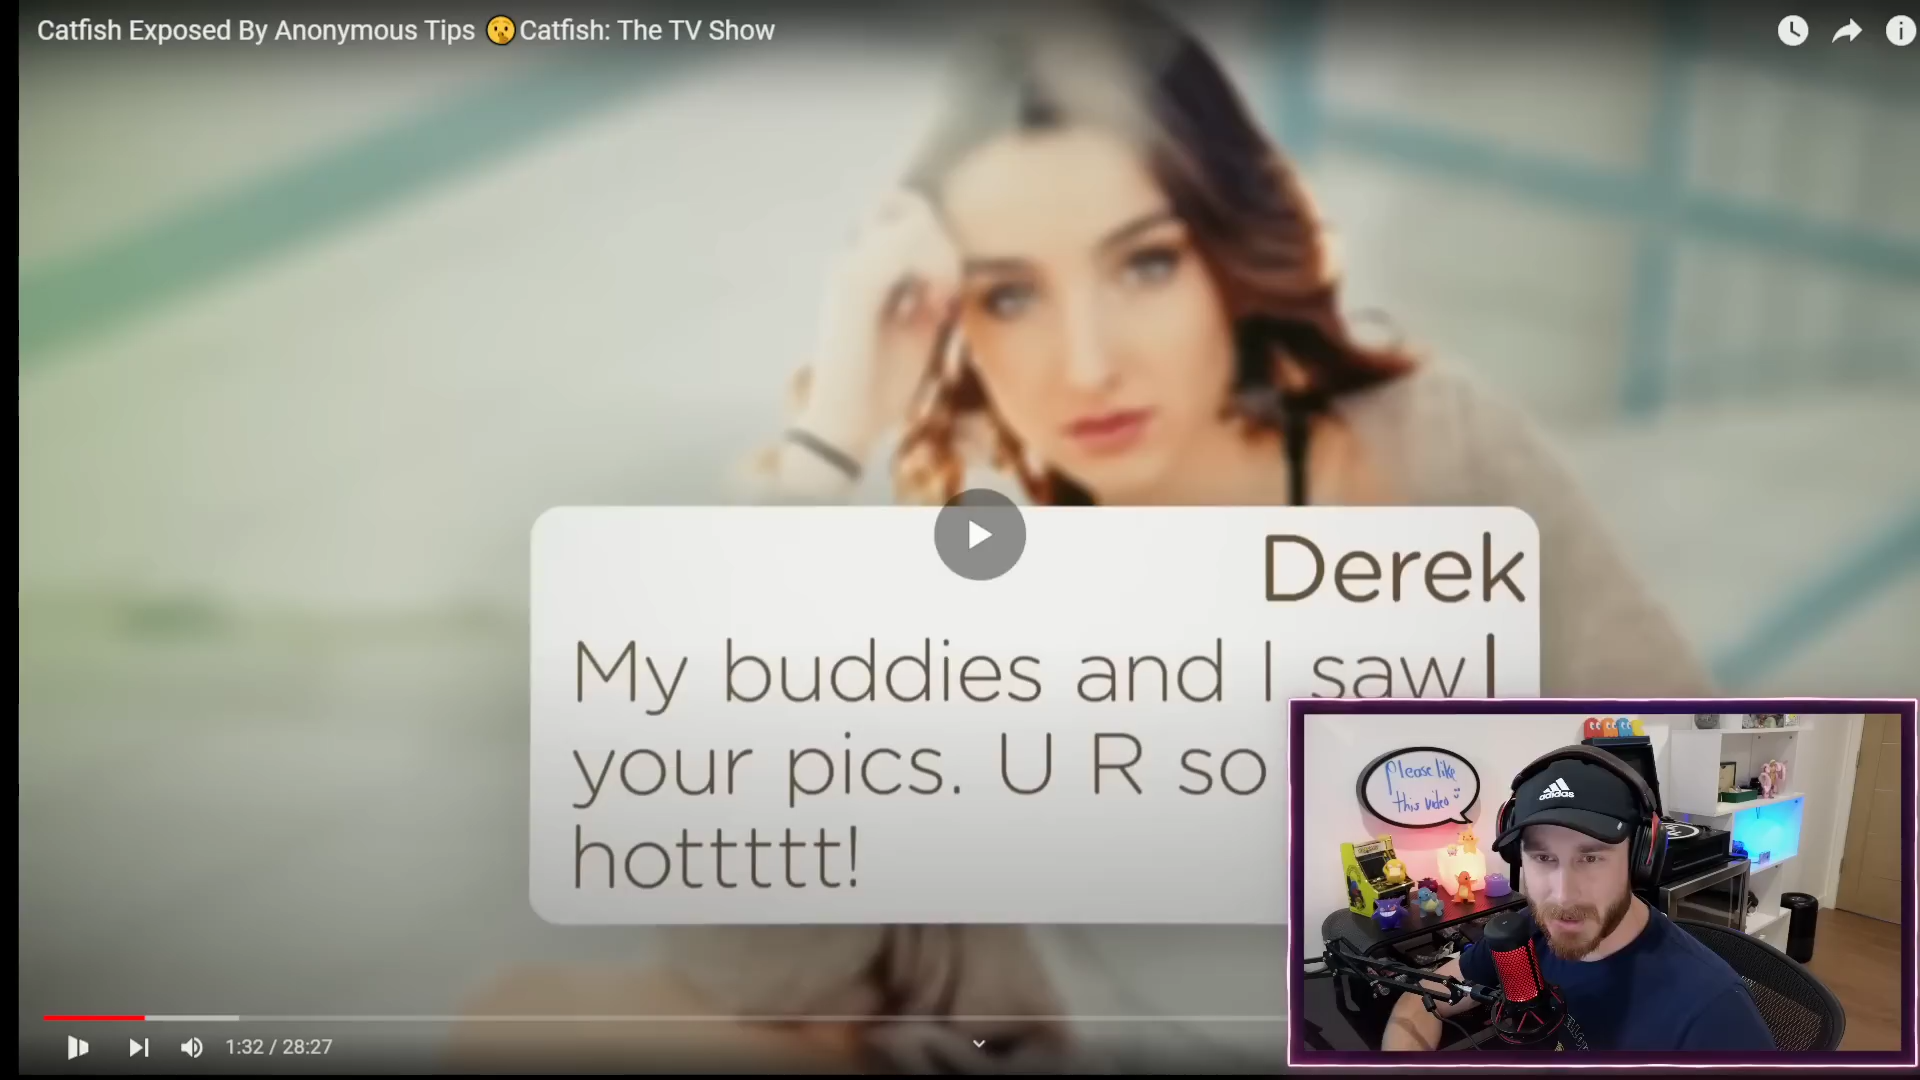 Catfish Exposed By Anonymous Tips 🤫Catfish: The TV Show
Derek
My buddies and I saw
your pics. U R so
hottttt!
Please like
this video
adidas
1:32 / 28:27